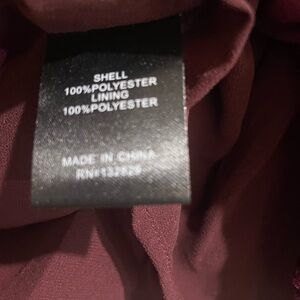 SHELL
100%POLYESTER
LINING
100%POLYESTER
MADE IN CHINA